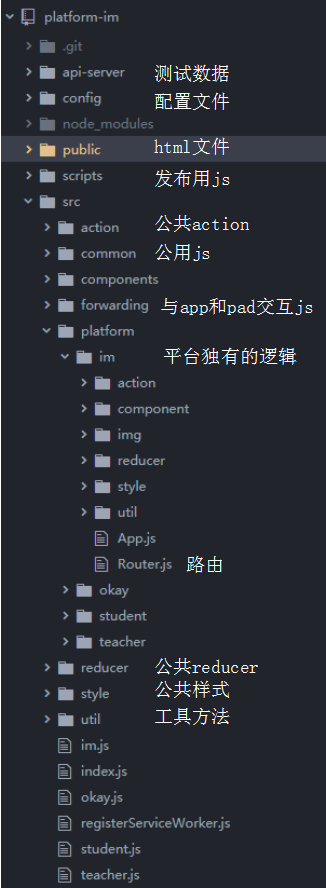 platform-im
.git
api-server 测试数据
config 配置文件
node_modules
public html文件
scripts 发布用js
src
action 公共action
common 公用js
components
forwarding 与app和pad交互js
platform
im 平台独有的逻辑
action
component
img
reducer
style
util
App.js
Router.js 路由
okay
student
teacher
reducer 公共reducer
style 公共样式
util 工具方法
im.js
index.js
okay.js
registerServiceWorker.js
student.js
teacher.js